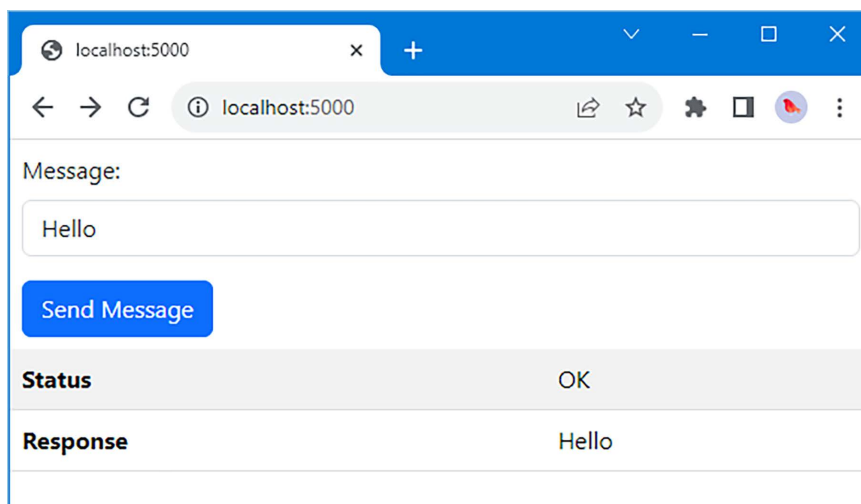 localhost:5000
localhost:5000
Message:
Hello
Send Message
Status OK
Response Hello